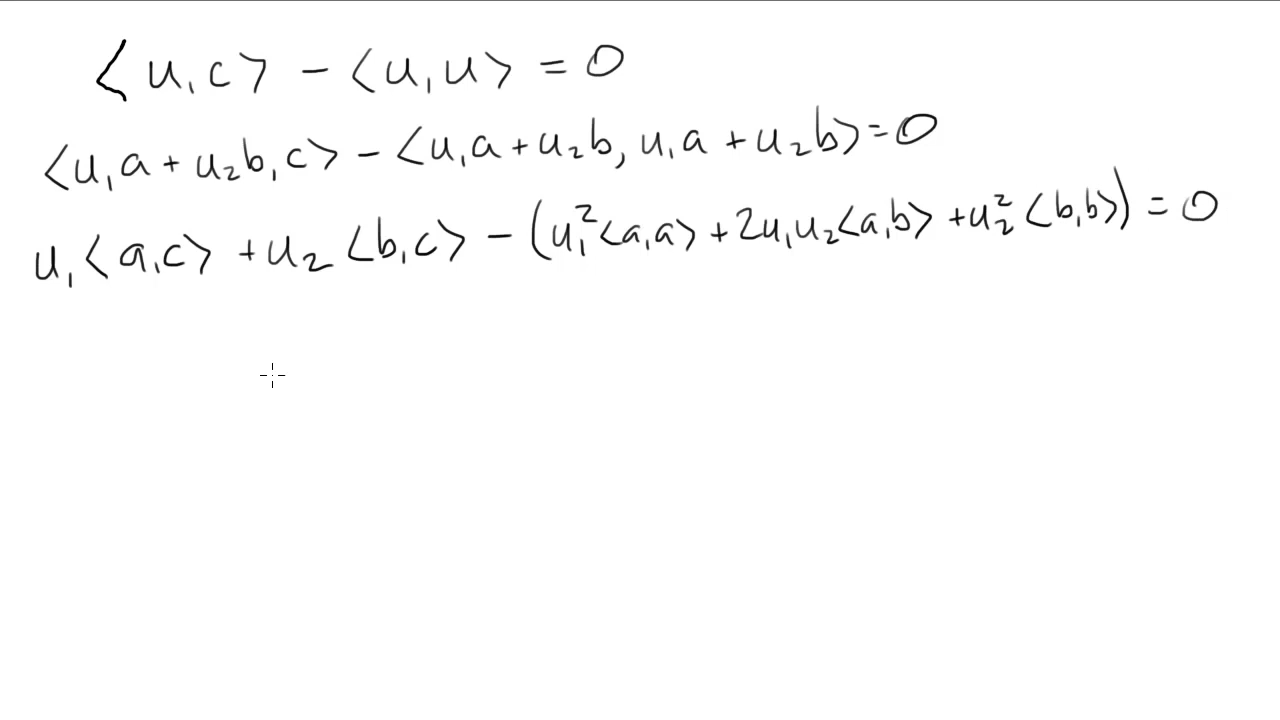 ⟨u,c⟩ - ⟨u,u⟩ = 0
⟨u₁a + u₂b,c⟩ - ⟨u₁a + u₂b, u₁a + u₂b⟩ = 0
u₁⟨a,c⟩ + u₂⟨b,c⟩ - (u₁²⟨a,a⟩ + 2u₁u₂⟨a,b⟩ + u₂²⟨b,b⟩) = 0